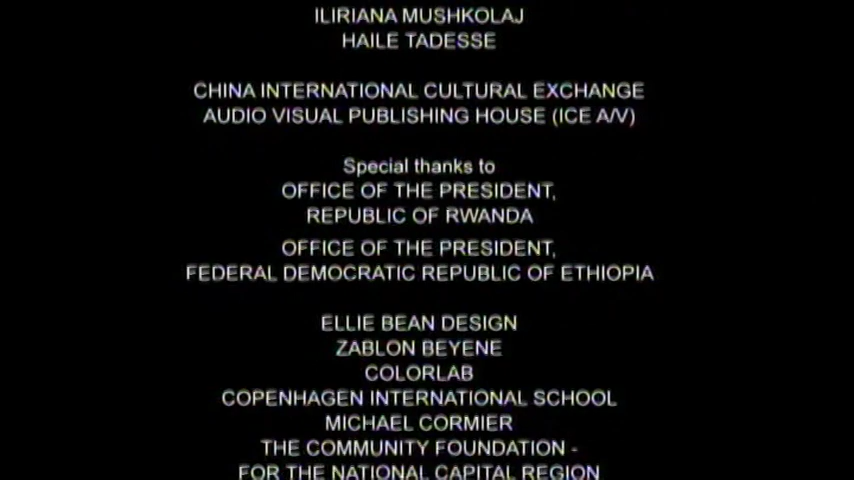 ILIRIANA MUSHKOLAJ
HAILE TADESSE
CHINA INTERNATIONAL CULTURAL EXCHANGE
AUDIO VISUAL PUBLISHING HOUSE (ICE A/V)
Special thanks to
OFFICE OF THE PRESIDENT,
REPUBLIC OF RWANDA
OFFICE OF THE PRESIDENT,
FEDERAL DEMOCRATIC REPUBLIC OF ETHIOPIA
ELLIE BEAN DESIGN
ZABLON BEYENE
COLORLAB
COPENHAGEN INTERNATIONAL SCHOOL
MICHAEL CORMIER
THE COMMUNITY FOUNDATION -
FOR THE NATIONAL CAPITAL REGION